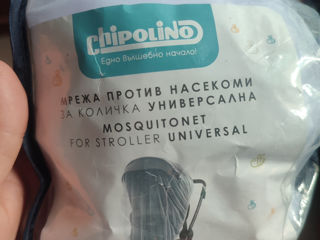 chipolino
Едно вълшебно начало!
МРЕЖА ПРОТИВ НАСЕКОМИ
ЗА КОЛИЧКА УНИВЕРСАЛНА
MOSQUITONET
FOR STROLLER UNIVERSAL